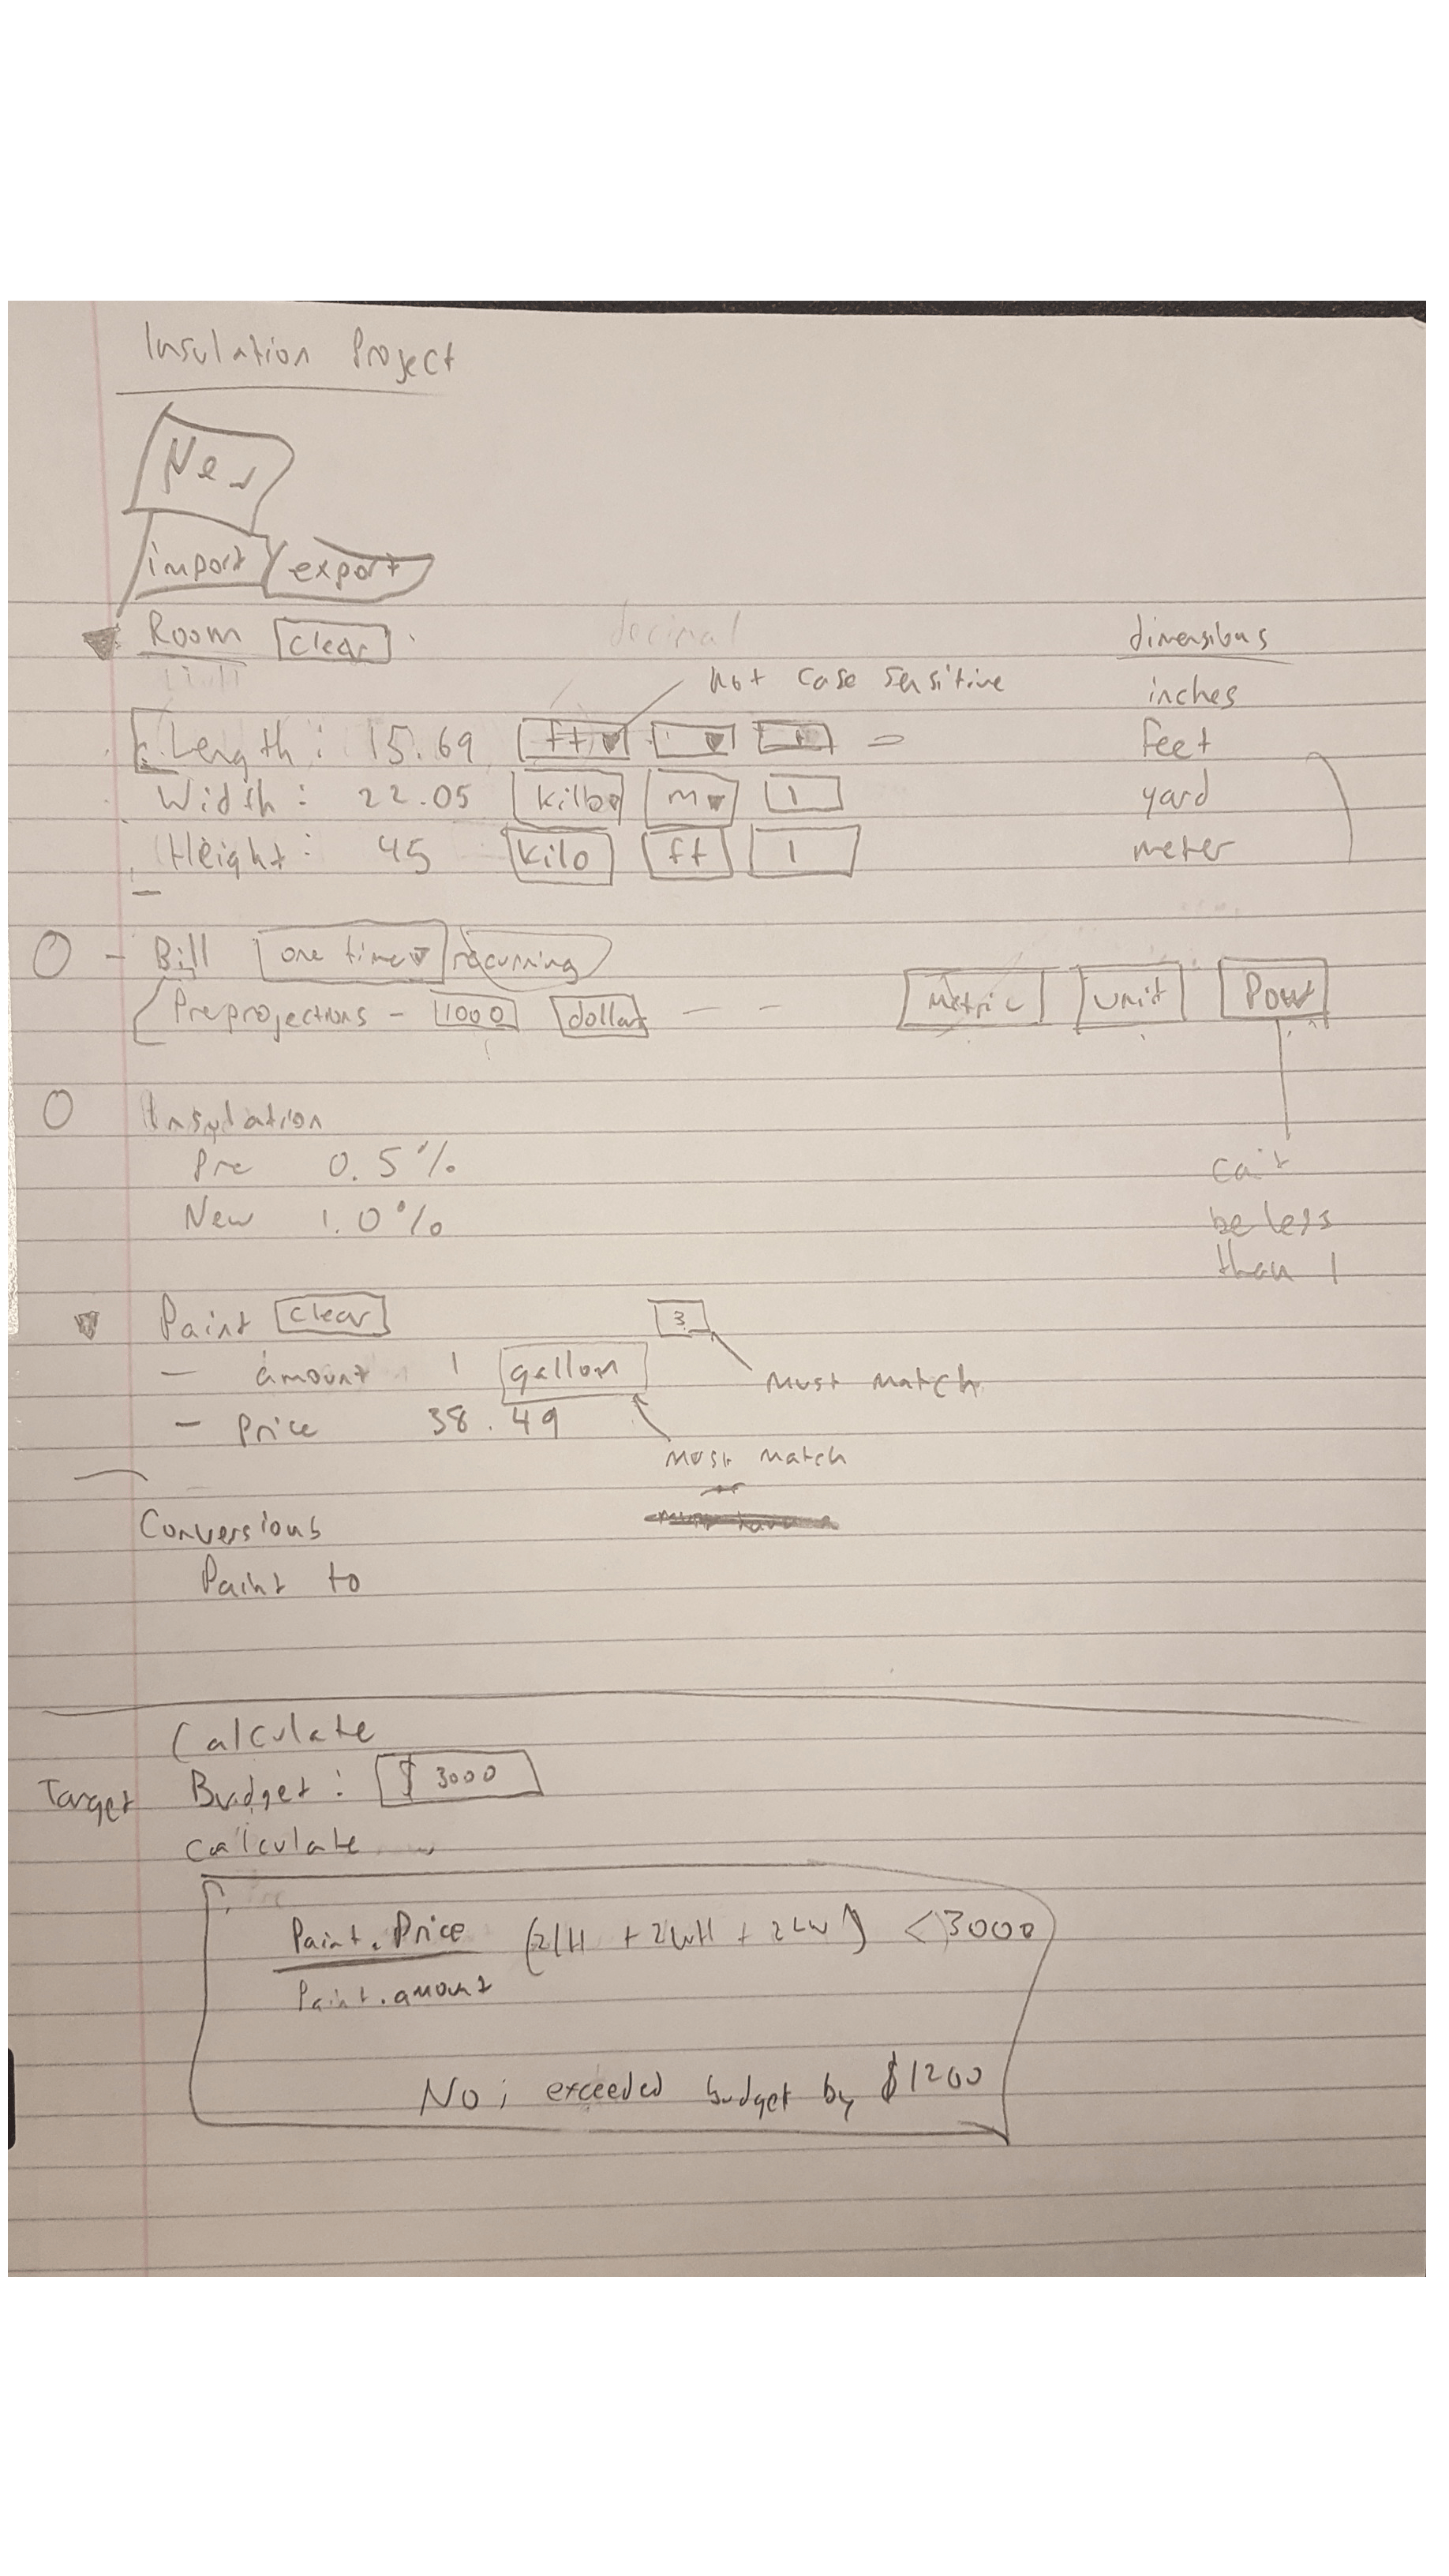 Insulation Project
New
import export
Room clear
decimal
not case sensitive
dimensions
inches
feet
yard
meter
Length: 15.69 ft =
Width: 22.05 kilo m 1
Height: 45 kilo ft 1
- Bill one time recurring
Preprojections - 1000 dollars - -
metric unit Power
can't
be less
than 1
Insulation
Pre 0.5%
New 1.0%
Paint clear
3
- amount 1 gallon
must match
- Price 38.49
must match
or
Conversions
Paint to
Calculate
Target Budget: $ 3000
calculate
Paint.Price (2LH + 2WH + 2LW) < 3000
Paint.amount
No; exceeded budget by $1200